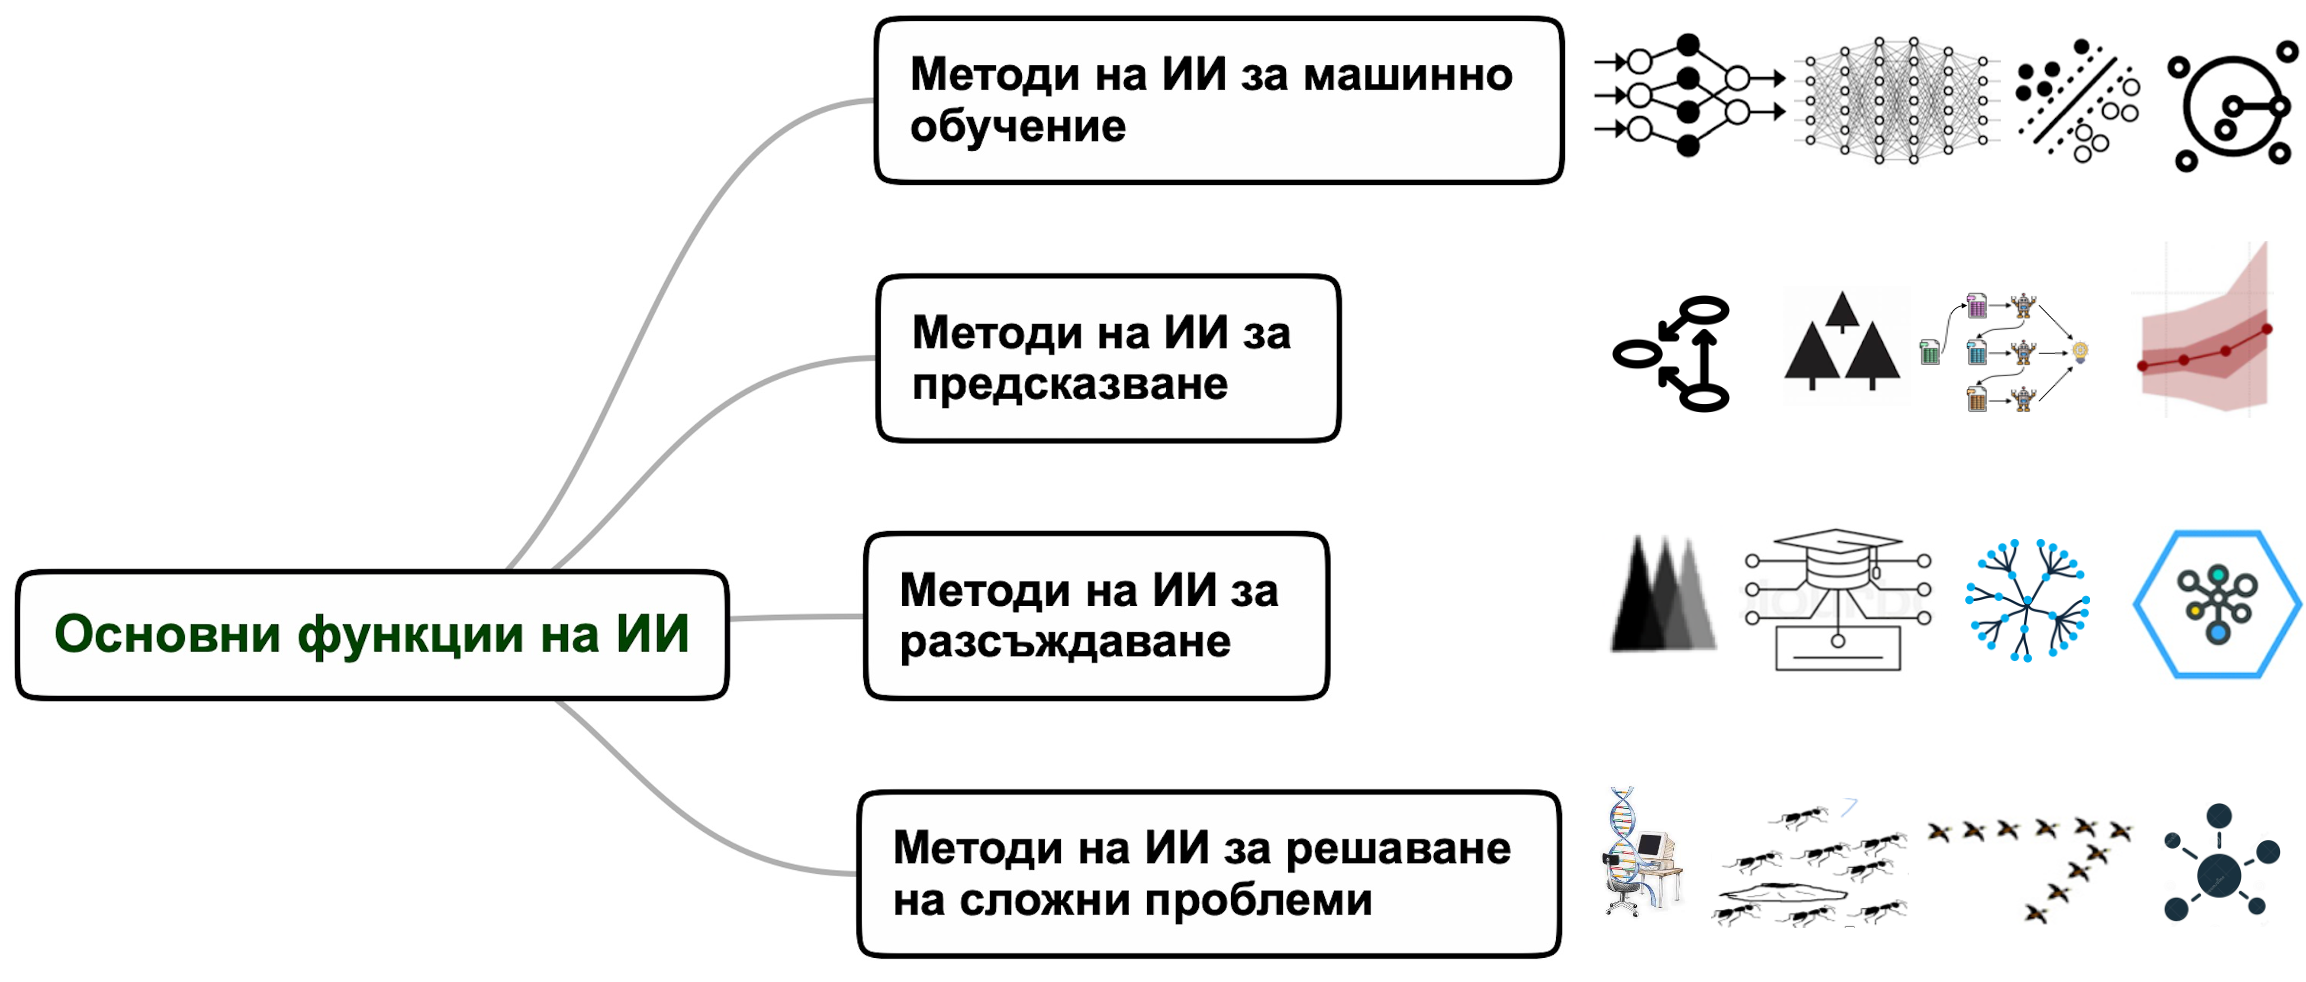 Методи на ИИ за машинно
обучение
Методи на ИИ за
предсказване
Основни функции на ИИ
Методи на ИИ за
разсъждаване
Методи на ИИ за решаване
на сложни проблеми